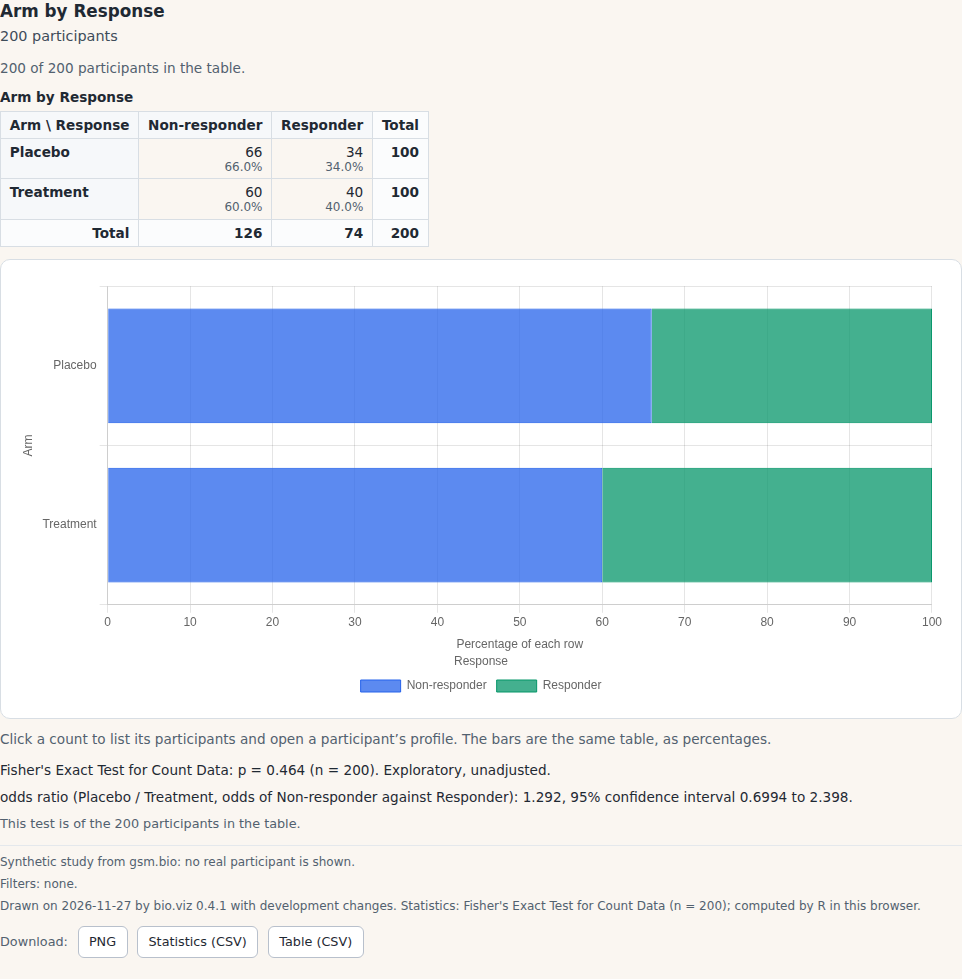 Arm by Response
200 participants
200 of 200 participants in the table.
Arm by Response
Arm \ Response Non-responder Responder Total
Placebo 66 34 100
66.0% 34.0%
Treatment 60 40 100
60.0% 40.0%
Total 126 74 200
Placebo
Arm
Treatment
0 10 20 30 40 50 60 70 80 90 100
Percentage of each row
Response
Non-responder Responder
Click a count to list its participants and open a participant’s profile. The bars are the same table, as percentages.
Fisher's Exact Test for Count Data: p = 0.464 (n = 200). Exploratory, unadjusted.
odds ratio (Placebo / Treatment, odds of Non-responder against Responder): 1.292, 95% confidence interval 0.6994 to 2.398.
This test is of the 200 participants in the table.
Synthetic study from gsm.bio: no real participant is shown.
Filters: none.
Drawn on 2026-11-27 by bio.viz 0.4.1 with development changes. Statistics: Fisher's Exact Test for Count Data (n = 200); computed by R in this browser.
Download: PNG Statistics (CSV) Table (CSV)